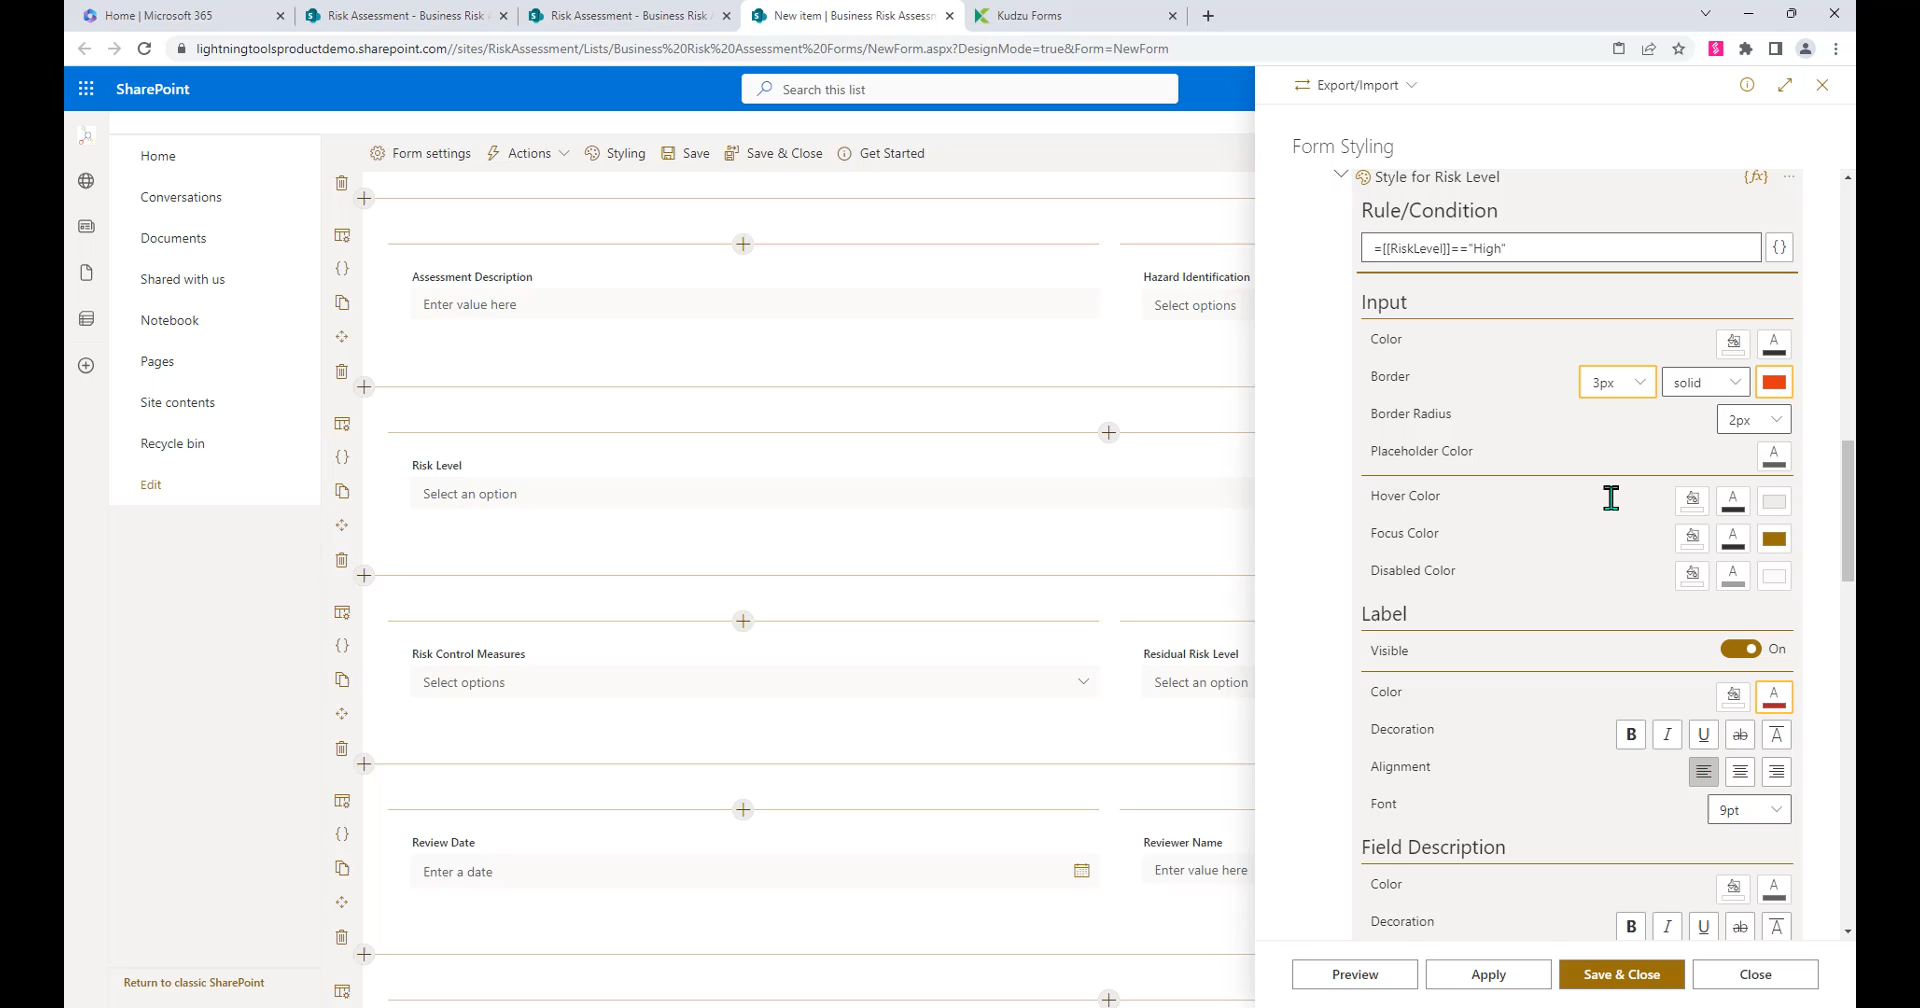 Home | Microsoft 365
Risk Assessment - Business Risk
Risk Assessment - Business Risk
New item | Business Risk Assessm
Kudzu Forms
lightningtoolsproductdemo.sharepoint.com//sites/RiskAssessment/Lists/Business%20Risk%20Assessment%20Forms/NewForm.aspx?DesignMode=true&Form=NewForm
SharePoint
Search this list
Export/Import
Home
Conversations
Documents
Shared with us
Notebook
Pages
Site contents
Recycle bin
Edit
Return to classic SharePoint
Form settings
Actions
Styling
Save
Save & Close
Get Started
Assessment Description
Enter value here
Hazard Identification
Select options
Risk Level
Select an option
Risk Control Measures
Select options
Residual Risk Level
Select an option
Review Date
Enter a date
Reviewer Name
Enter value here
Form Styling
Style for Risk Level
{fx}
Rule/Condition
=[[RiskLevel]]=="High"
{}
Input
Color
A
Border
3px
solid
Border Radius
2px
Placeholder Color
A
Hover Color
A
Focus Color
A
Disabled Color
A
Label
Visible
On
Color
A
Decoration
B I U ab A
Alignment
Font
9pt
Field Description
Color
A
Decoration
B I U ab A
Preview
Apply
Save & Close
Close